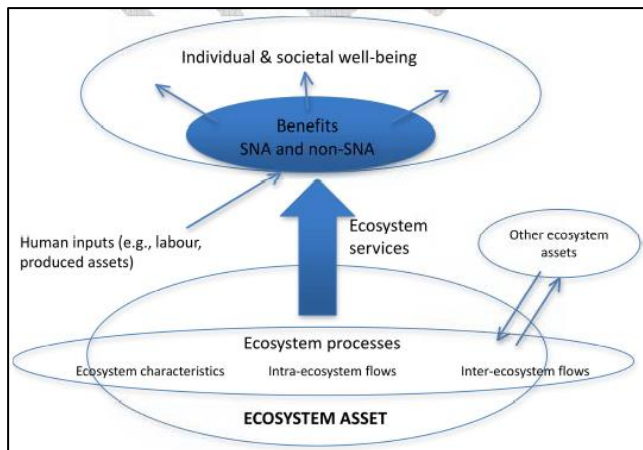 Individual & societal well-being
Benefits
SNA and non-SNA
Human inputs (e.g., labour,
produced assets)
Ecosystem
services
Other ecosystem
assets
Ecosystem processes
Ecosystem characteristics
Intra-ecosystem flows
Inter-ecosystem flows
ECOSYSTEM ASSET